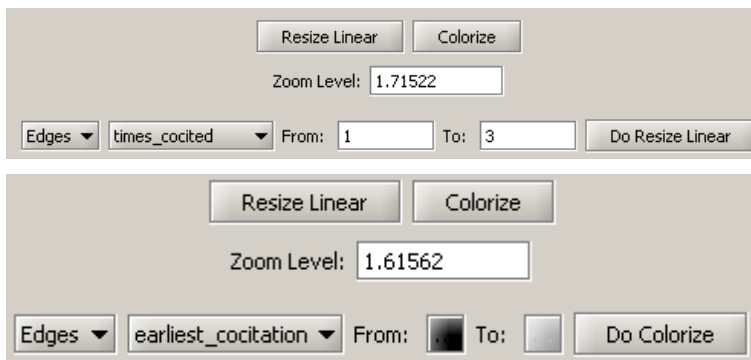 Resize Linear Colorize
Zoom Level: 1.71522
Edges times_cocited From: 1 To: 3 Do Resize Linear
Resize Linear Colorize
Zoom Level: 1.61562
Edges earliest_cocitation From: To: Do Colorize